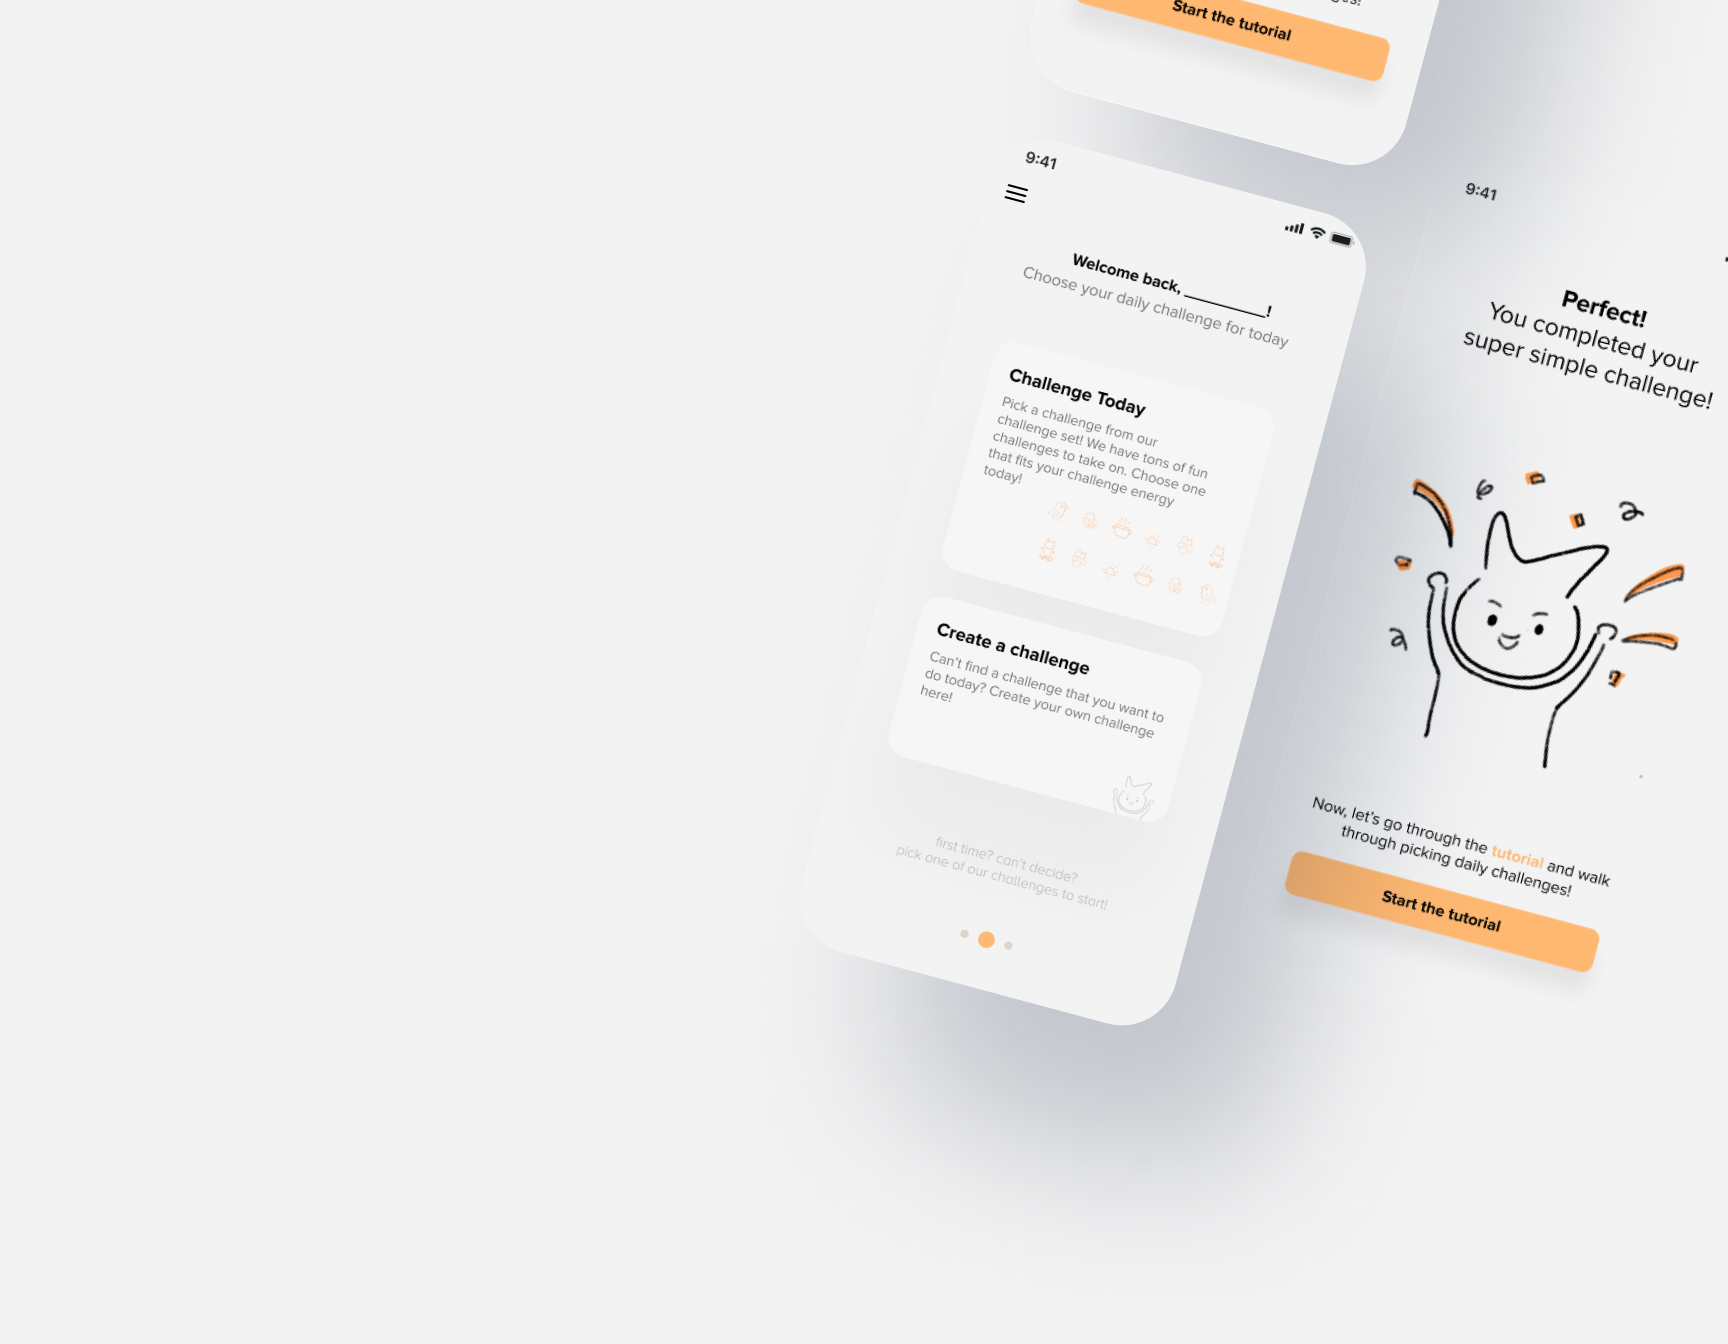 Start the tutorial
9:41
Welcome back, _________!
Choose your daily challenge for today
Challenge Today
Pick a challenge from our
challenge set! We have tons of fun
challenges to take on. Choose one
that fits your challenge energy
today!
Create a challenge
Can't find a challenge that you want to
do today? Create your own challenge
here!
first time? can't decide?
pick one of our challenges to start!
9:41
Perfect!
You completed your
super simple challenge!
Now, let's go through the tutorial and walk
through picking daily challenges!
Start the tutorial